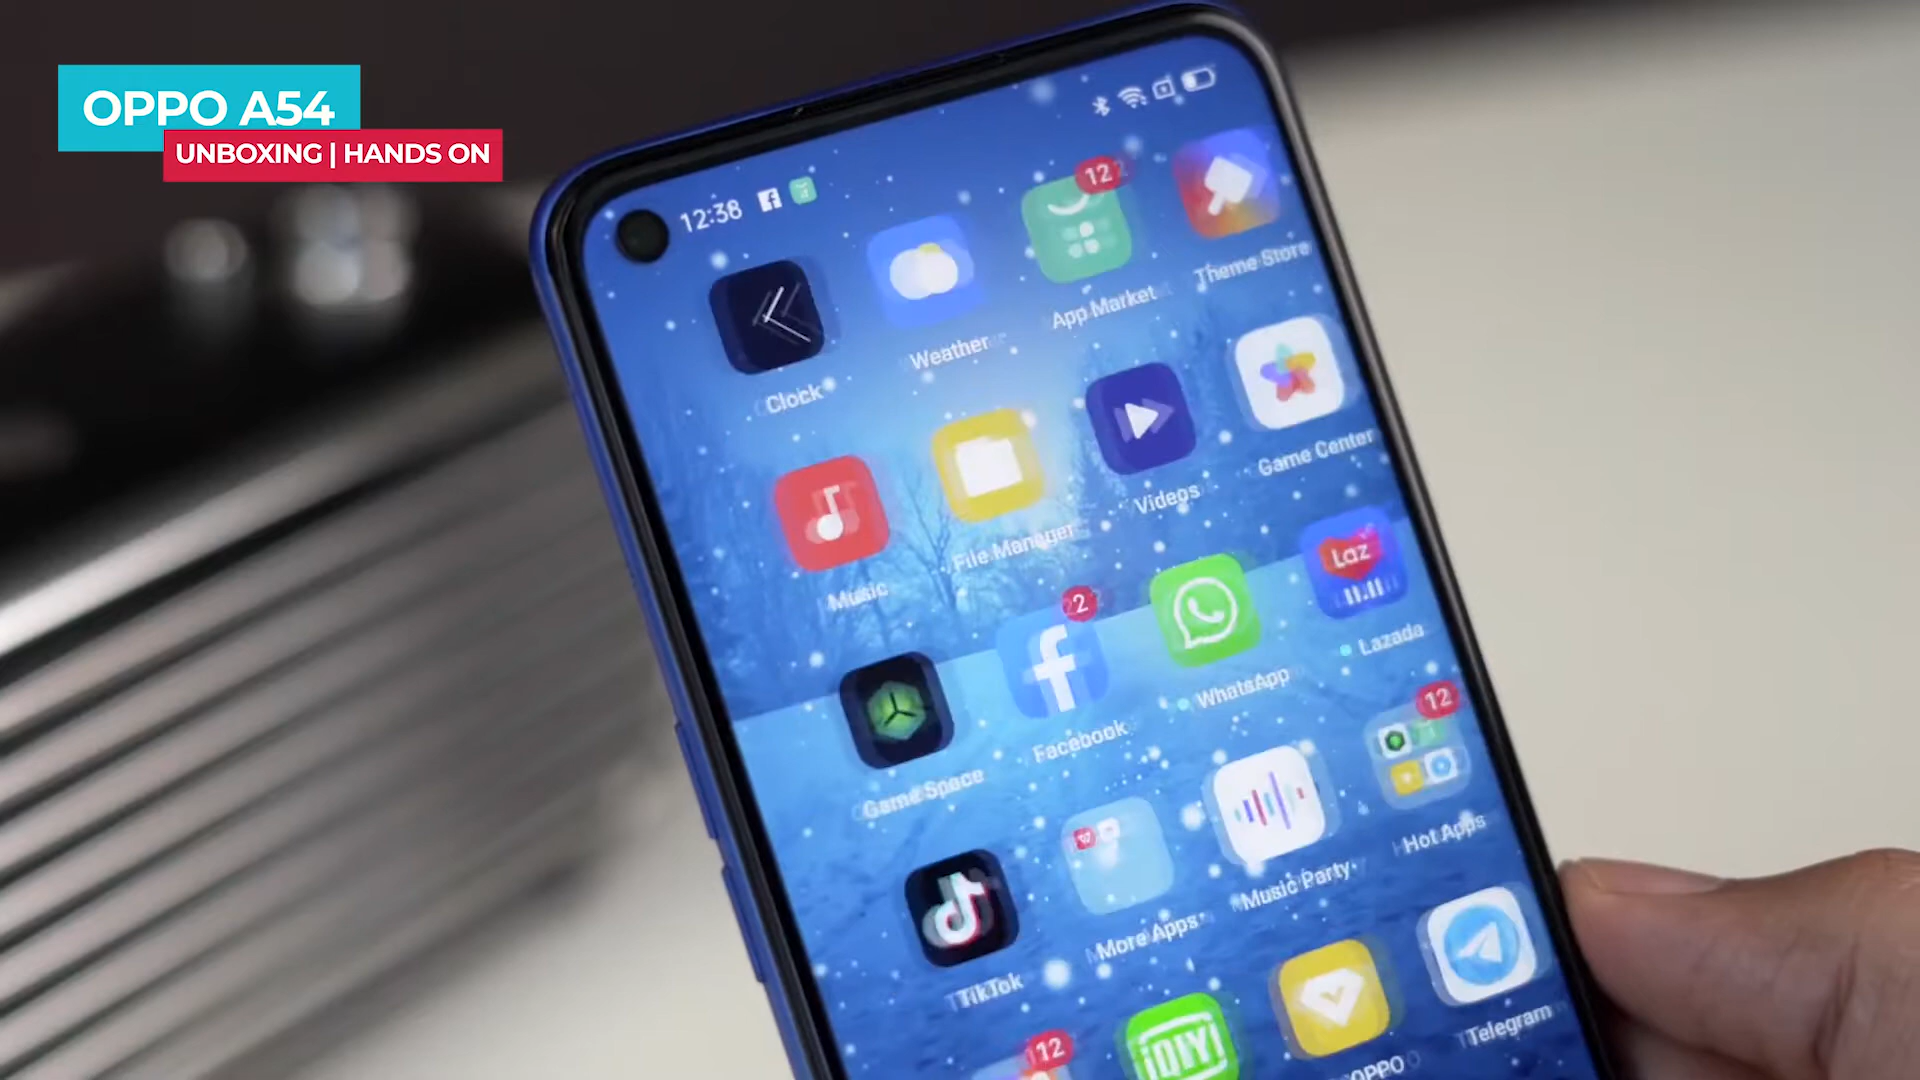 OPPO A54
UNBOXING | HANDS ON
12:38
12
Theme Store
App Market
Weather
Clock
Game Center
Videos
File Manager
Music
Laz
Lazada
WhatsApp
2
Facebook
Game Space
12
Hot Apps
Music Party
More Apps
TikTok
Telegram
OPPO
iQIYI
12